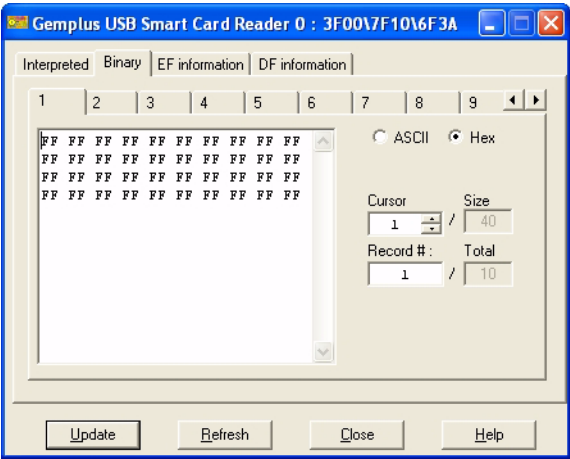 Gemplus USB Smart Card Reader 0 : 3F00\7F10\6F3A
Interpreted Binary EF information DF information
1 2 3 4 5 6 7 8 9
FF FF FF FF FF FF FF FF FF FF
FF FF FF FF FF FF FF FF FF FF
FF FF FF FF FF FF FF FF FF FF
FF FF FF FF FF FF FF FF FF FF
ASCII Hex
Cursor Size
1 / 40
Record # : Total
1 / 10
Update Refresh Close Help